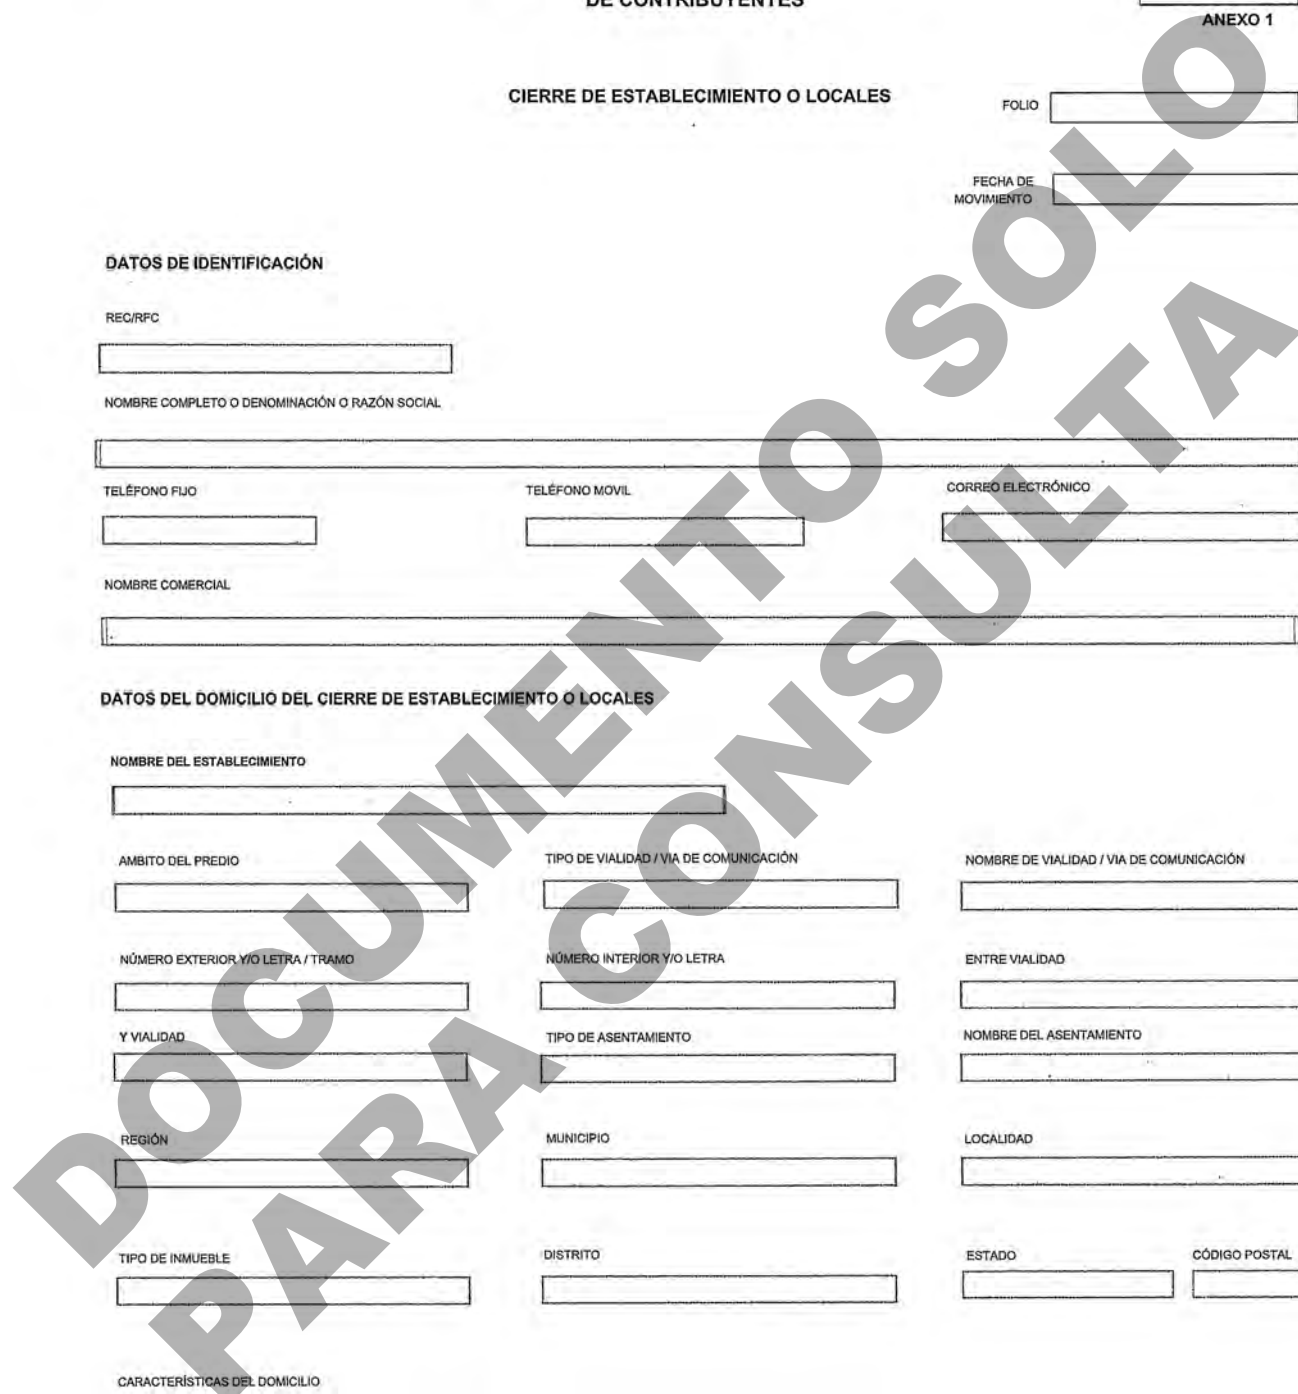 DE CONTRIBUYENTES
ANEXO 1
CIERRE DE ESTABLECIMIENTO O LOCALES
FOLIO
FECHA DE
MOVIMIENTO
DATOS DE IDENTIFICACIÓN
REC/RFC
NOMBRE COMPLETO O DENOMINACIÓN O RAZÓN SOCIAL
TELÉFONO FIJO TELÉFONO MOVIL CORREO ELECTRÓNICO
NOMBRE COMERCIAL
DATOS DEL DOMICILIO DEL CIERRE DE ESTABLECIMIENTO O LOCALES
NOMBRE DEL ESTABLECIMIENTO
AMBITO DEL PREDIO TIPO DE VIALIDAD / VIA DE COMUNICACIÓN NOMBRE DE VIALIDAD / VIA DE COMUNICACIÓN
NÚMERO EXTERIOR Y/O LETRA / TRAMO NÚMERO INTERIOR Y/O LETRA ENTRE VIALIDAD
Y VIALIDAD TIPO DE ASENTAMIENTO NOMBRE DEL ASENTAMIENTO
REGIÓN MUNICIPIO LOCALIDAD
TIPO DE INMUEBLE DISTRITO ESTADO CÓDIGO POSTAL
CARACTERÍSTICAS DEL DOMICILIO
DOCUMENTO SOLO
PARA CONSULTA